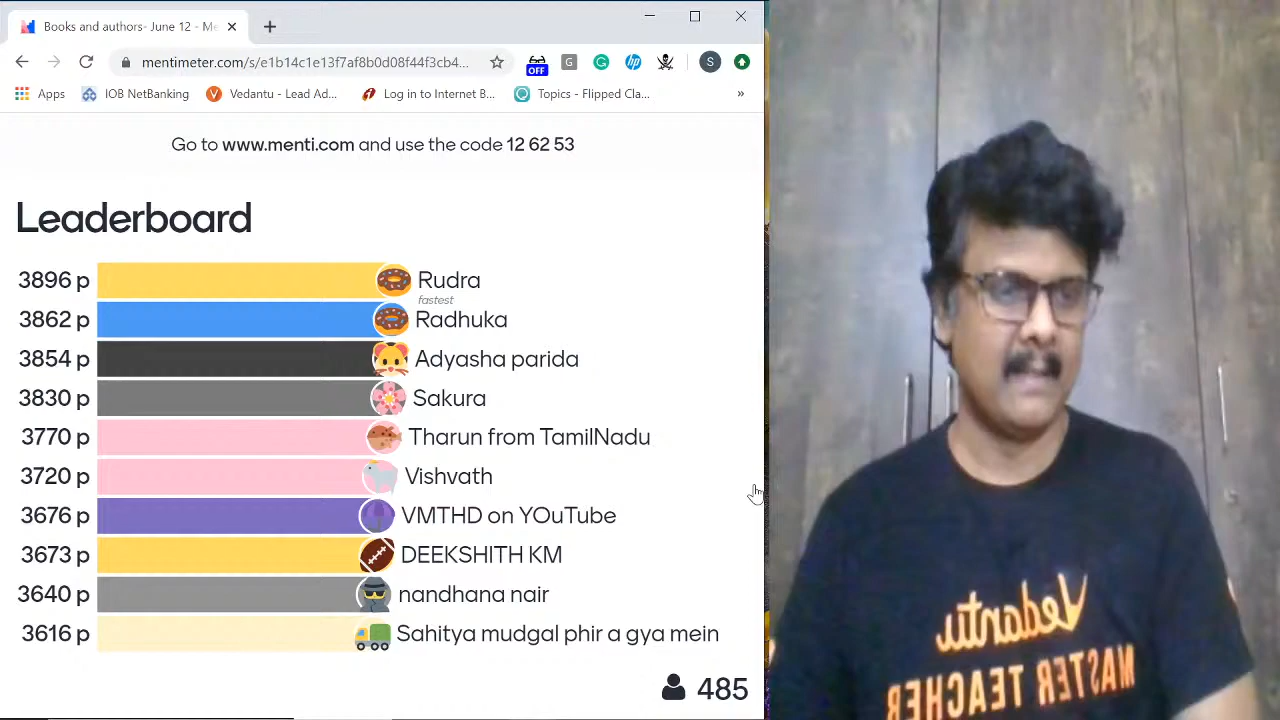 Books and authors- June 12 - Me
mentimeter.com/s/e1b14c1e13f7af8b0d08f44f3cb4...
OFF
G
G
hp
S
Apps
IOB NetBanking
Vedantu - Lead Ad...
Log in to Internet B...
Topics - Flipped Cla...
»
Go to www.menti.com and use the code 12 62 53
Leaderboard
3896 p Rudra
fastest
3862 p Radhuka
3854 p Adyasha parida
3830 p Sakura
3770 p Tharun from TamilNadu
3720 p Vishvath
3676 p VMTHD on YOuTube
3673 p DEEKSHITH KM
3640 p nandhana nair
3616 p Sahitya mudgal phir a gya mein
485
Vedantu
MASTER TEACHER